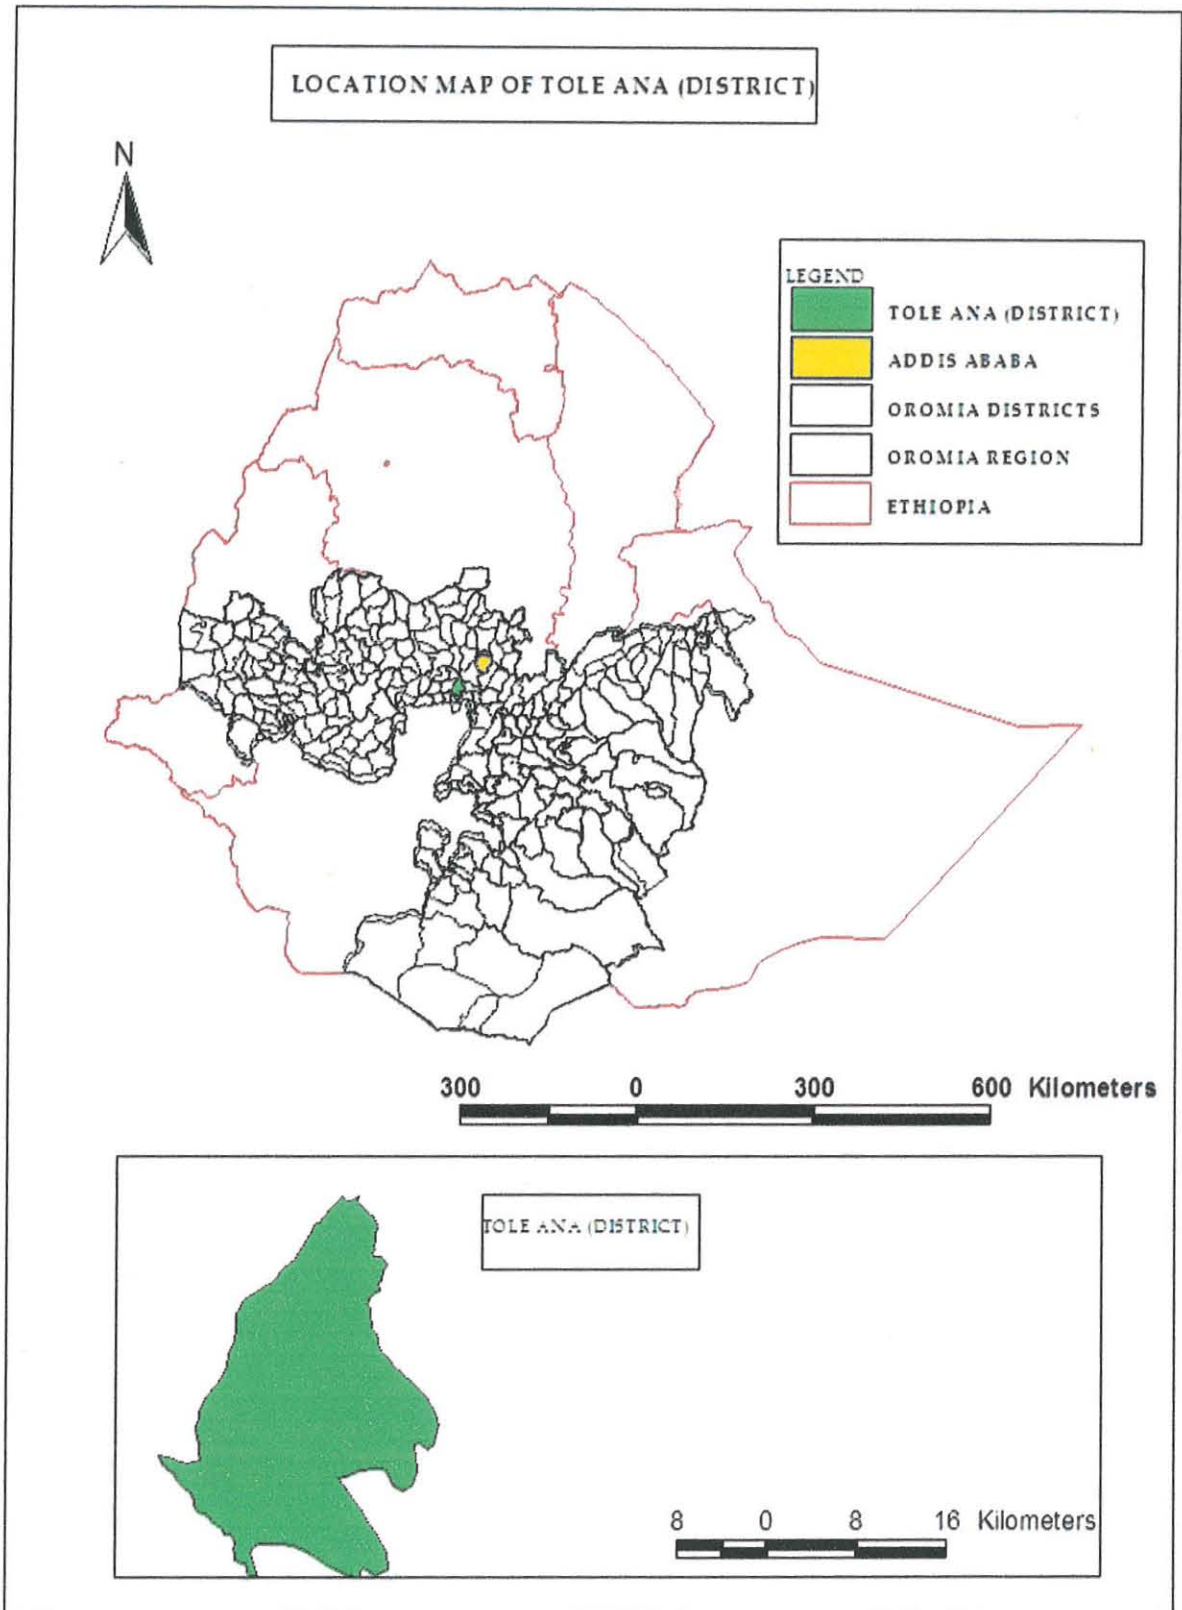 LOCATION MAP OF TOLE ANA (DISTRICT)
N
LEGEND
TOLE ANA (DISTRICT)
ADDIS ABABA
OROMIA DISTRICTS
OROMIA REGION
ETHIOPIA
300 0 300 600 Kilometers
TOLE ANA (DISTRICT)
8 0 8 16 Kilometers